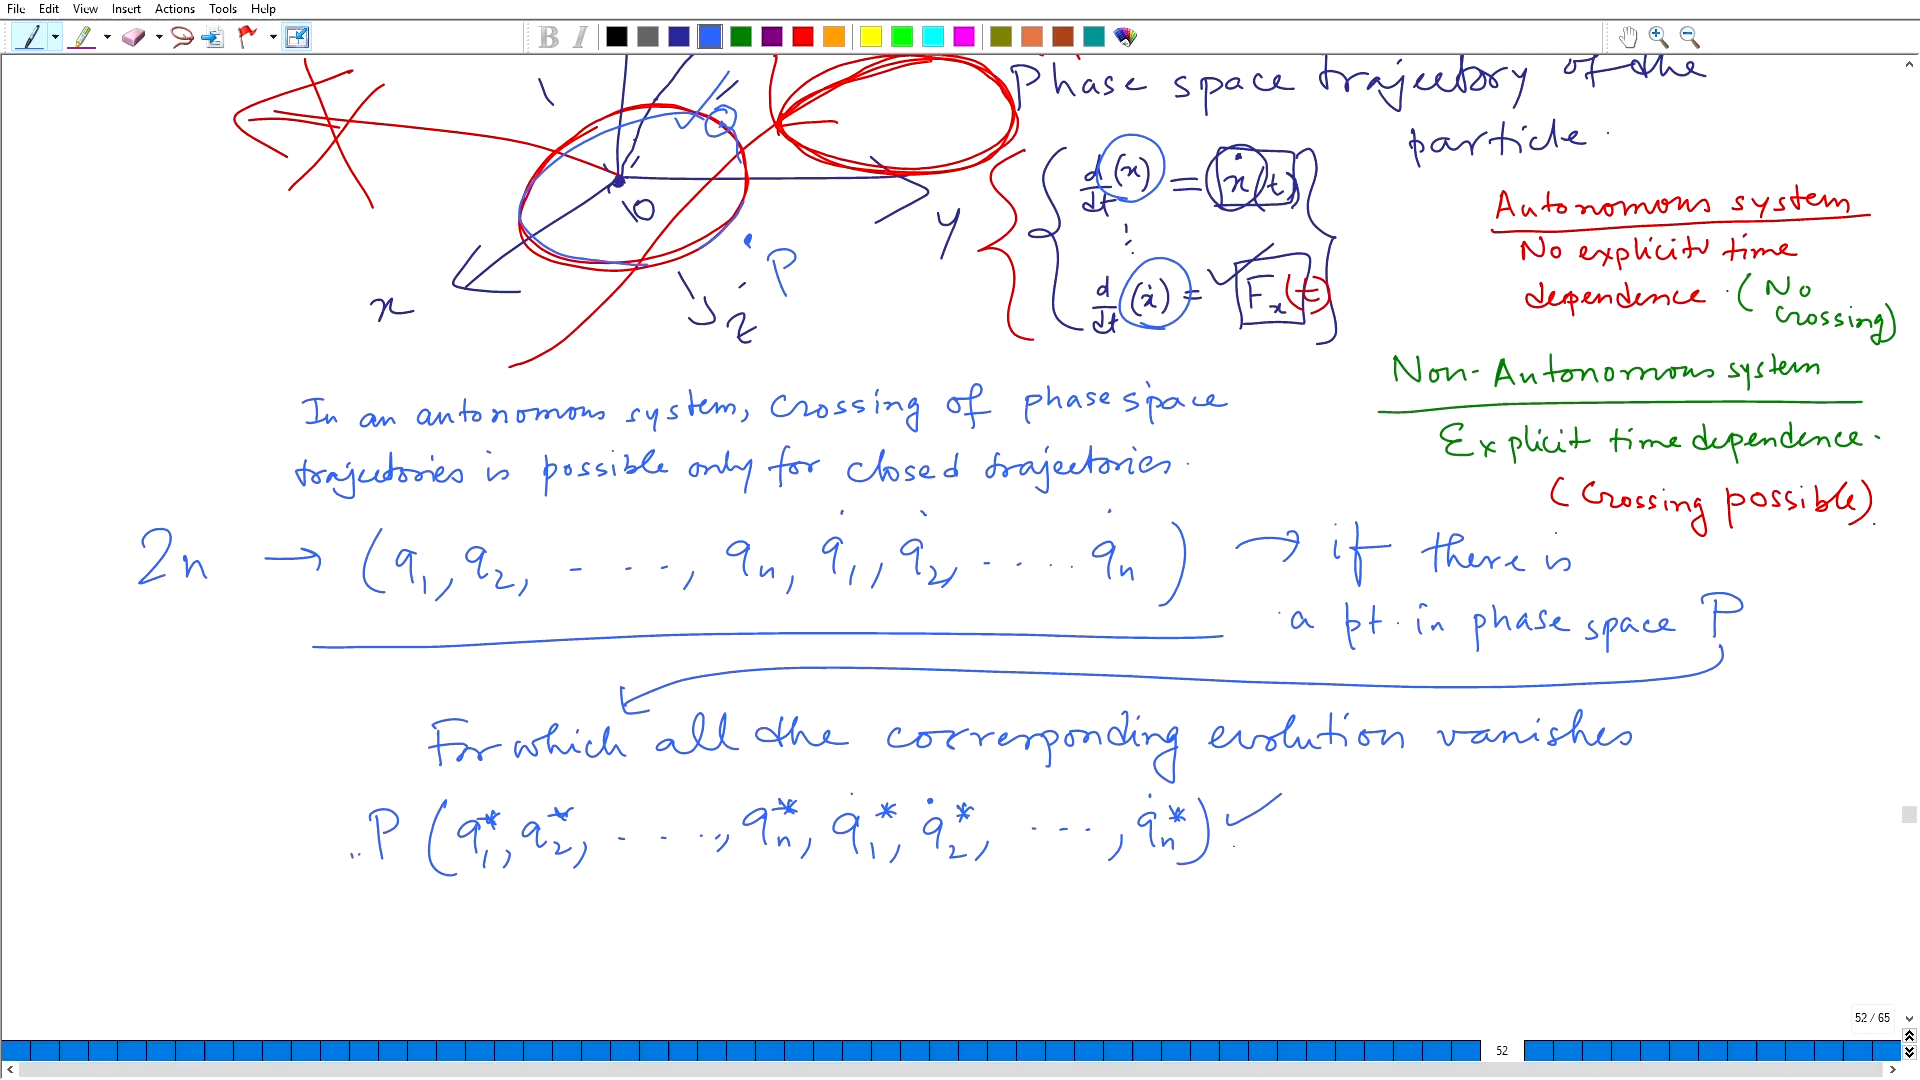 File Edit View Insert Actions Tools Help
B I
Phase space trajectory of the
particle.
d/dt (x) = ẋ(t)
⋮
d/dt (ẋ) = Fx(t)
O
y
x
ż
P
Autonomous system
No explicit time
dependence. (No
crossing)
Non-Autonomous system
Explicit time dependence.
(Crossing possible).
In an autonomous system, crossing of phase space
trajectories is possible only for closed trajectories.
2n → (q₁, q₂, ....., qₙ, q̇₁, q̇₂, ..... q̇ₙ) → if there is
a pt. in phase space P
For which all the corresponding evolution vanishes
P (q₁*, q₂*, ....., qₙ*, q̇₁*, q̇₂*, ...., q̇ₙ*) ✓
52 / 65
52